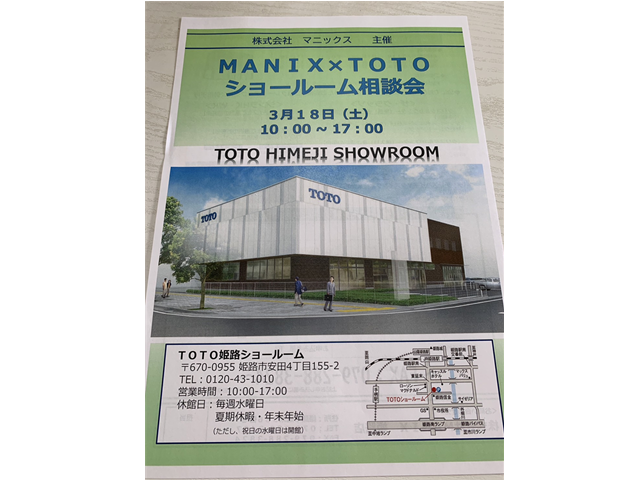 株式会社 マニックス 主催
MANIX×TOTO
ショールーム相談会
3月18日（土）
10：00～17：00
TOTO HIMEJI SHOWROOM
TOTO
TOTO
TOTO姫路ショールーム
〒670-0955 姫路市安田4丁目155-2
TEL：0120-43-1010
営業時間：10:00-17:00
休館日：毎週水曜日
夏期休暇・年末年始
（ただし、祝日の水曜日は開館）
TOTOショールーム